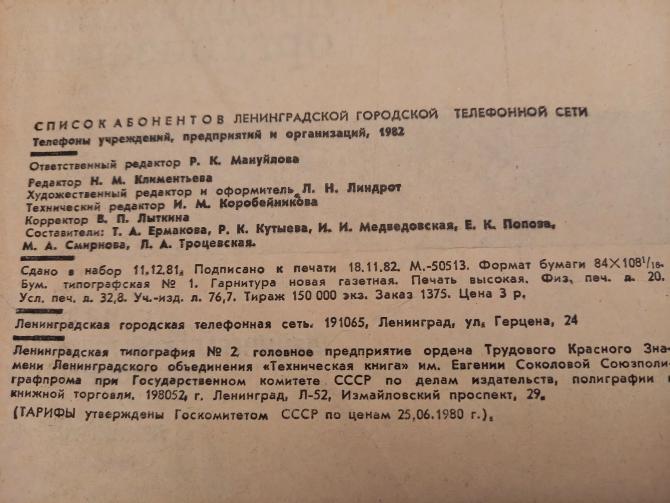 СПИСОК АБОНЕНТОВ ЛЕНИНГРАДСКОЙ ГОРОДСКОЙ ТЕЛЕФОННОЙ СЕТИ
Телефоны учреждений, предприятий и организаций, 1982
Ответственный редактор Р. К. Мануйлова
Редактор Н. М. Климентьева
Художественный редактор и оформитель Л. Н. Линдрот
Технический редактор И. М. Коробейникова
Корректор В. П. Лыткина
Составители: Т. А. Ермакова, Р. К. Кутыева, И. И. Медведовская, Е. К. Попова,
М. А. Смирнова, Л. А. Троцевская.
Сдано в набор 11.12.81. Подписано к печати 18.11.82. М.-50513. Формат бумаги 84×108¹/₁₆.
Бум. типографская № 1. Гарнитура новая газетная. Печать высокая. Физ. печ. л. 20.
Усл. печ. л. 32,8. Уч.-изд. л. 76,7. Тираж 150 000 экз. Заказ 1375. Цена 3 р.
Ленинградская городская телефонная сеть. 191065, Ленинград, ул. Герцена, 24
Ленинградская типография № 2 головное предприятие ордена Трудового Красного Зна-
мени Ленинградского объединения «Техническая книга» им. Евгении Соколовой Союзполи-
графпрома при Государственном комитете СССР по делам издательств, полиграфии и
книжной торговли. 198052, г. Ленинград, Л-52, Измайловский проспект, 29.
(ТАРИФЫ утверждены Госкомитетом СССР по ценам 25.06.1980 г.).